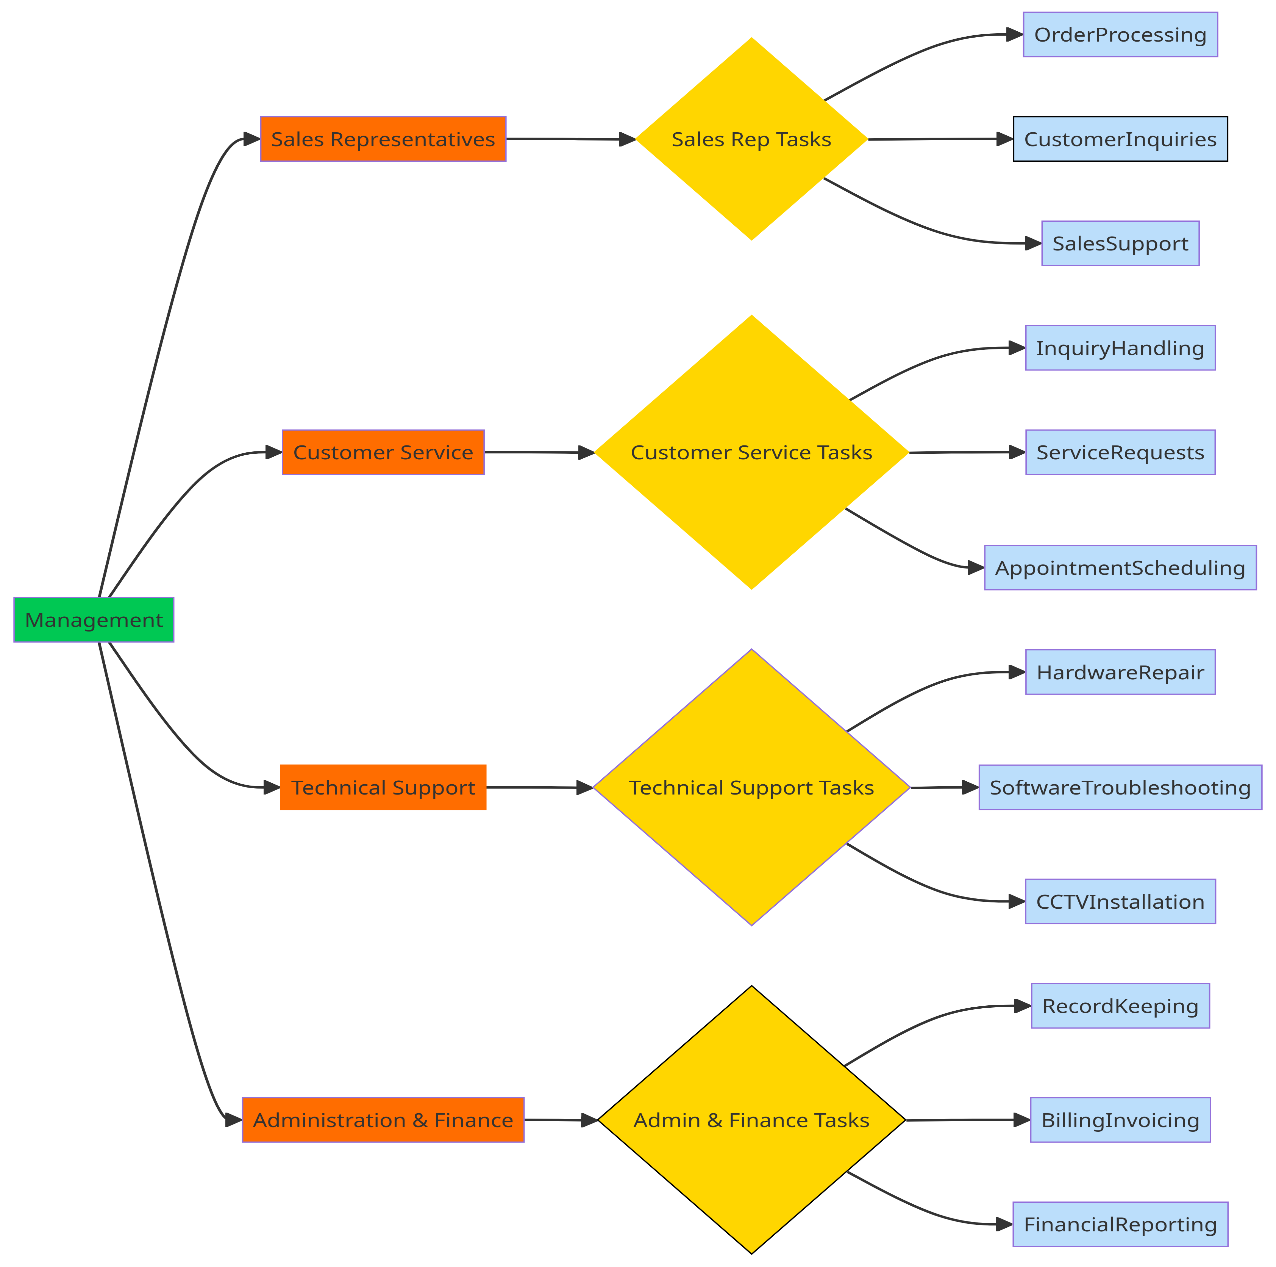 OrderProcessing
Sales Representatives
Sales Rep Tasks
CustomerInquiries
SalesSupport
InquiryHandling
Customer Service
Customer Service Tasks
ServiceRequests
AppointmentScheduling
Management
HardwareRepair
Technical Support
Technical Support Tasks
SoftwareTroubleshooting
CCTVInstallation
RecordKeeping
Administration & Finance
Admin & Finance Tasks
BillingInvoicing
FinancialReporting